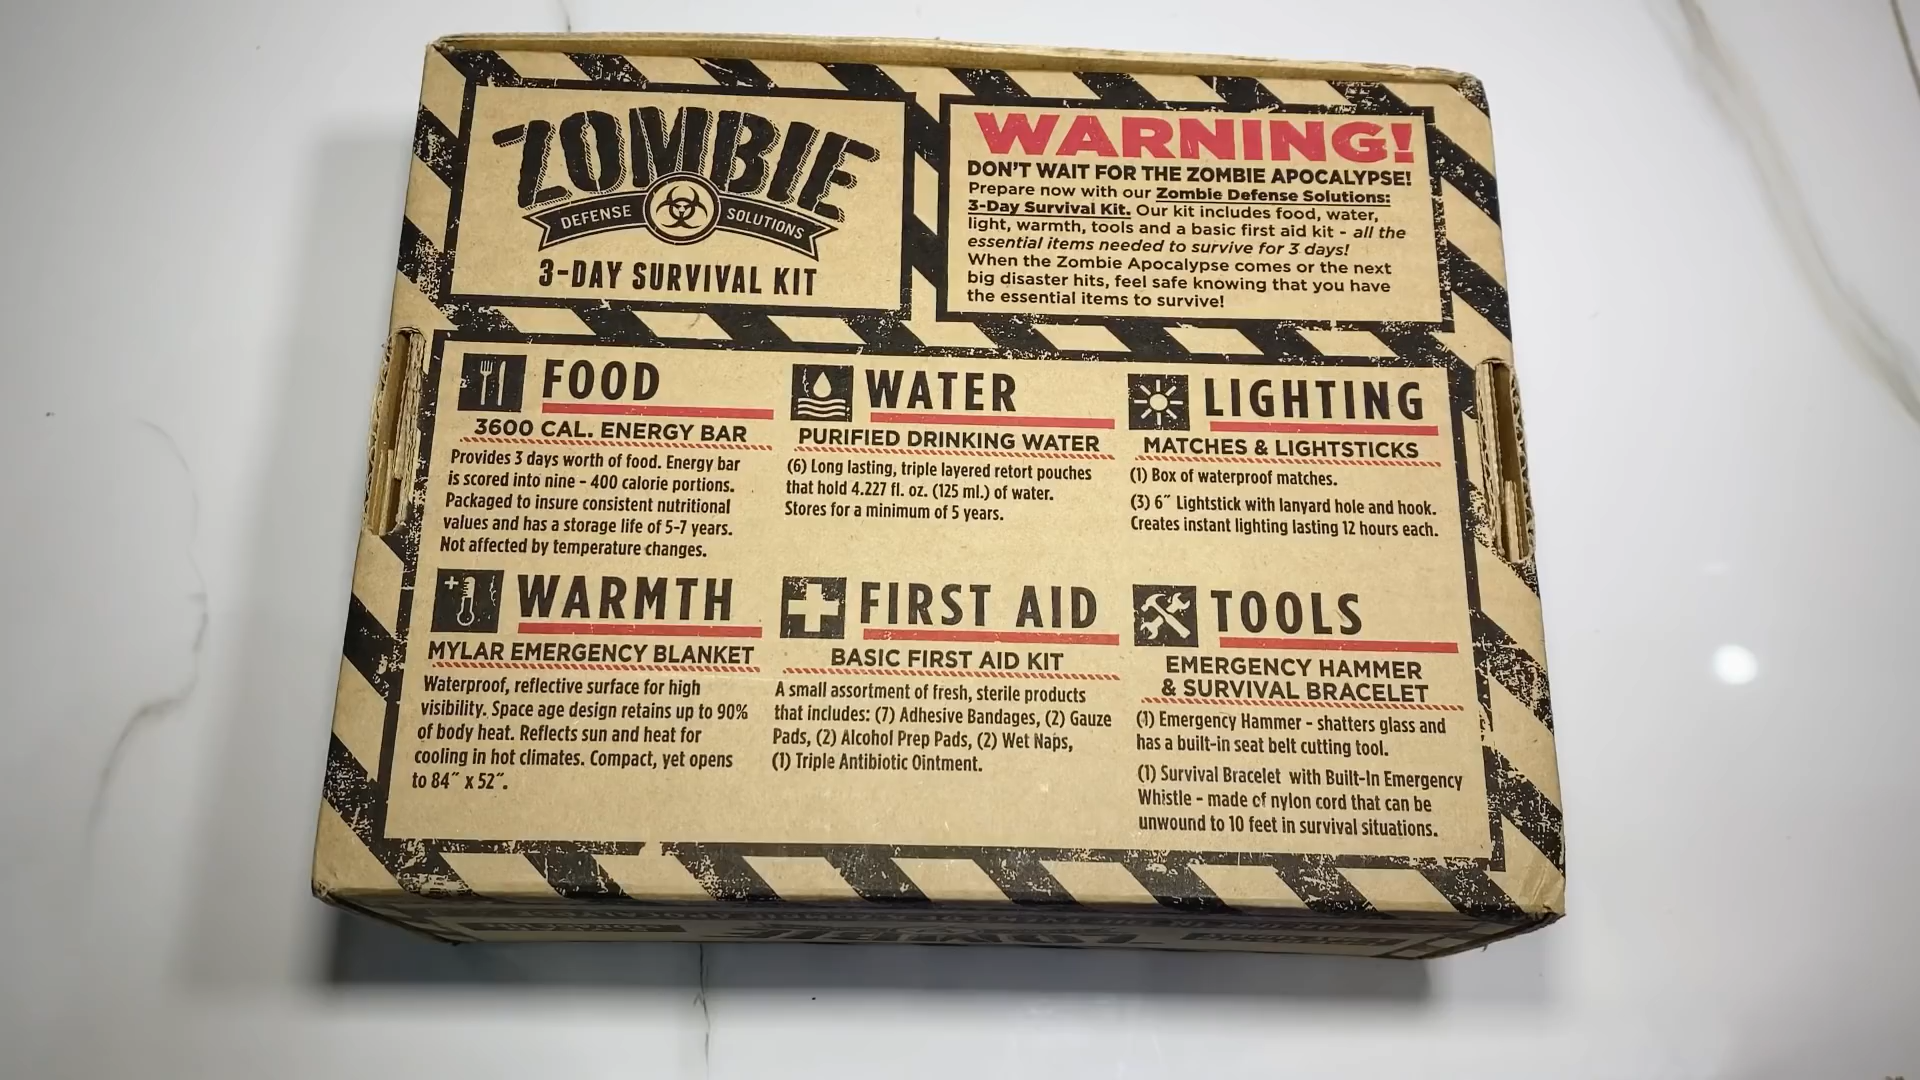 ZOMBIE
DEFENSE SOLUTIONS
3-DAY SURVIVAL KIT
WARNING!
DON'T WAIT FOR THE ZOMBIE APOCALYPSE!
Prepare now with our Zombie Defense Solutions:
3-Day Survival Kit. Our kit includes food, water,
light, warmth, tools and a basic first aid kit - all the
essential items needed to survive for 3 days!
When the Zombie Apocalypse comes or the next
big disaster hits, feel safe knowing that you have
the essential items to survive!
FOOD
3600 CAL. ENERGY BAR
Provides 3 days worth of food. Energy bar
is scored into nine - 400 calorie portions.
Packaged to insure consistent nutritional
values and has a storage life of 5-7 years.
Not affected by temperature changes.
WATER
PURIFIED DRINKING WATER
(6) Long lasting, triple layered retort pouches
that hold 4.227 fl. oz. (125 ml.) of water.
Stores for a minimum of 5 years.
LIGHTING
MATCHES & LIGHTSTICKS
(1) Box of waterproof matches.
(3) 6″ Lightstick with lanyard hole and hook.
Creates instant lighting lasting 12 hours each.
WARMTH
MYLAR EMERGENCY BLANKET
Waterproof, reflective surface for high
visibility. Space age design retains up to 90%
of body heat. Reflects sun and heat for
cooling in hot climates. Compact, yet opens
to 84″ x 52″.
FIRST AID
BASIC FIRST AID KIT
A small assortment of fresh, sterile products
that includes: (7) Adhesive Bandages, (2) Gauze
Pads, (2) Alcohol Prep Pads, (2) Wet Naps,
(1) Triple Antibiotic Ointment.
TOOLS
EMERGENCY HAMMER
& SURVIVAL BRACELET
(1) Emergency Hammer - shatters glass and
has a built-in seat belt cutting tool.
(1) Survival Bracelet with Built-In Emergency
Whistle - made of nylon cord that can be
unwound to 10 feet in survival situations.